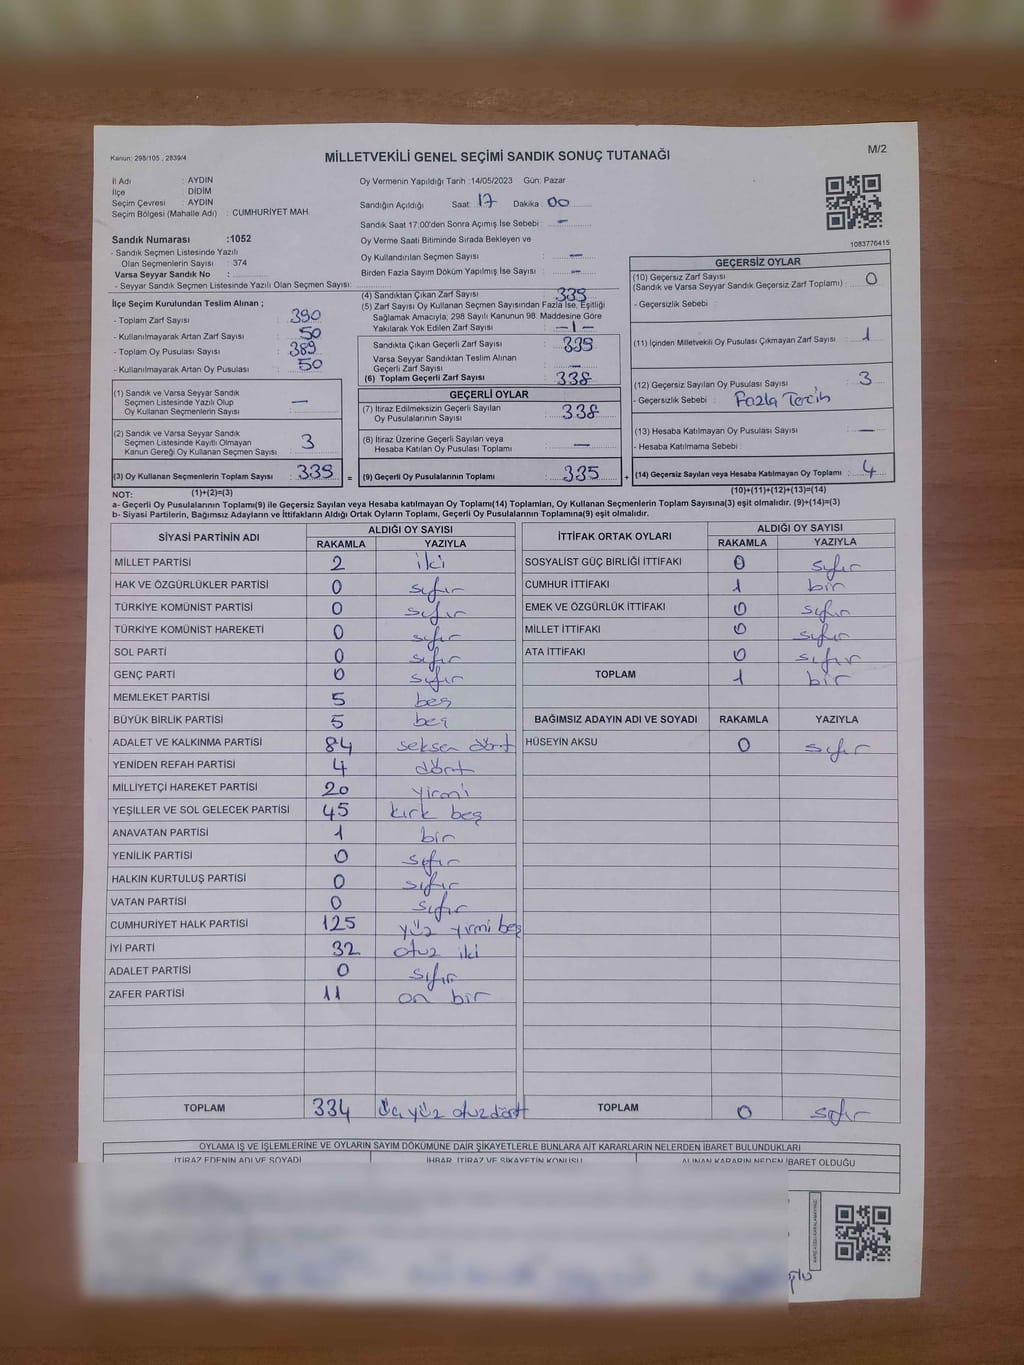 Kanun: 298/105 , 2839/4
MİLLETVEKİLİ GENEL SEÇİMİ SANDIK SONUÇ TUTANAĞI
M/2
İl Adı : AYDIN
İlçe : DİDİM
Seçim Çevresi : AYDIN
Seçim Bölgesi (Mahalle Adı) : CUMHURİYET MAH.
Sandık Numarası :1052
- Sandık Seçmen Listesinde Yazılı
Olan Seçmenlerin Sayısı : 374
Varsa Seyyar Sandık No :
- Seyyar Sandık Seçmen Listesinde Yazılı Olan Seçmen Sayısı:
Oy Vermenin Yapıldığı Tarih :14/05/2023 Gün: Pazar
Sandığın Açıldığı Saat: 17 Dakika: 00
Sandık Saat 17:00'den Sonra Açımış İse Sebebi : -
Oy Verme Saati Bitiminde Sırada Bekleyen ve
Oy Kullandırılan Seçmen Sayısı : -
Birden Fazla Sayım Döküm Yapılmış İse Sayısı : -
1083776415
İlçe Seçim Kurulundan Teslim Alınan ;
- Toplam Zarf Sayısı : 390
- Kullanılmayarak Artan Zarf Sayısı : 50
- Toplam Oy Pusulası Sayısı : 389
- Kullanılmayarak Artan Oy Pusulası : 50
(1) Sandık ve Varsa Seyyar Sandık
Seçmen Listesinde Yazılı Olup
Oy Kullanan Seçmenlerin Sayısı : -
(2) Sandık ve Varsa Seyyar Sandık
Seçmen Listesinde Kayıtlı Olmayan
Kanun Gereği Oy Kullanan Seçmenlerin Sayısı : 3
(3) Oy Kullanan Seçmenlerin Toplam Sayısı : 339
(1)+(2)=(3)
(4) Sandıktan Çıkan Zarf Sayısı : 339
(5) Zarf Sayısı Oy Kullanan Seçmen Sayısından Fazla İse, Eşitliği
Sağlamak Amacıyla; 298 Sayılı Kanunun 98. Maddesine Göre
Yakılarak Yok Edilen Zarf Sayısı : -1-
Sandıkta Çıkan Geçerli Zarf Sayısı : 339
Varsa Seyyar Sandıktan Teslim Alınan
Geçerli Zarf Sayısı : -
(6) Toplam Geçerli Zarf Sayısı : 338
GEÇERLİ OYLAR
(7) İtiraz Edilmeksizin Geçerli Sayılan
Oy Pusulalarının Sayısı : 338
(8) İtiraz Üzerine Geçerli Sayılan veya
Hesaba Katılan Oy Pusulaları Toplamı : -
= (9) Geçerli Oy Pusulalarının Toplamı : 335 +
GEÇERSİZ OYLAR
(10) Geçersiz Zarf Sayısı
(Sandık ve Varsa Seyyar Sandık Geçersiz Zarf Toplamı) : 0
- Geçersizlik Sebebi :
(11) İçinden Milletvekili Oy Pusulası Çıkmayan Zarf Sayısı : 1
(12) Geçersiz Sayılan Oy Pusulası Sayısı : 3
- Geçersizlik Sebebi : Fazla Tercih
(13) Hesaba Katılmayan Oy Pusulası Sayısı : -
- Hesaba Katılmama Sebebi :
(14) Geçersiz Sayılan veya Hesaba Katılmayan Oy Toplamı : 4
(10)+(11)+(12)+(13)=(14)
NOT:
a- Geçerli Oy Pusulalarının Toplamı(9) ile Geçersiz Sayılan veya Hesaba katılmayan Oy Toplamı(14) Toplamları, Oy Kullanan Seçmenlerin Toplam Sayısına(3) eşit olmalıdır. (9)+(14)=(3)
b- Siyasi Partilerin, Bağımsız Adayların ve İttifakların Aldığı Ortak Oyların Toplamı, Geçerli Oy Pusulalarının Toplamına(9) eşit olmalıdır.
SİYASİ PARTİNİN ADI ALDIĞI OY SAYISI
RAKAMLA YAZIYLA
MİLLET PARTİSİ 2 iki
HAK VE ÖZGÜRLÜKLER PARTİSİ 0 sıfır
TÜRKİYE KOMÜNİST PARTİSİ 0 sıfır
TÜRKİYE KOMÜNİST HAREKETİ 0 sıfır
SOL PARTİ 0 sıfır
GENÇ PARTİ 0 sıfır
MEMLEKET PARTİSİ 5 beş
BÜYÜK BİRLİK PARTİSİ 5 beş
ADALET VE KALKINMA PARTİSİ 84 seksen dört
YENİDEN REFAH PARTİSİ 4 dört
MİLLİYETÇİ HAREKET PARTİSİ 20 yirmi
YEŞİLLER VE SOL GELECEK PARTİSİ 45 kırk beş
ANAVATAN PARTİSİ 1 bir
YENİLİK PARTİSİ 0 sıfır
HALKIN KURTULUŞ PARTİSİ 0 sıfır
VATAN PARTİSİ 0 sıfır
CUMHURİYET HALK PARTİSİ 125 yüz yirmi beş
İYİ PARTİ 32 otuz iki
ADALET PARTİSİ 0 sıfır
ZAFER PARTİSİ 11 on bir
TOPLAM 334 üç yüz otuz dört
İTTİFAK ORTAK OYLARI ALDIĞI OY SAYISI
RAKAMLA YAZIYLA
SOSYALİST GÜÇ BİRLİĞİ İTTİFAKI 0 sıfır
CUMHUR İTTİFAKI 1 bir
EMEK VE ÖZGÜRLÜK İTTİFAKI 0 sıfır
MİLLET İTTİFAKI 0 sıfır
ATA İTTİFAKI 0 sıfır
TOPLAM 1 bir
BAĞIMSIZ ADAYIN ADI VE SOYADI RAKAMLA YAZIYLA
HÜSEYİN AKSU 0 sıfır
TOPLAM 0 sıfır
OYLAMA İŞ VE İŞLEMLERİNE VE OYLARIN SAYIM DÖKÜMÜNE DAİR ŞİKAYETLERLE BUNLARA AİT KARARLARIN NELERDEN İBARET BULUNDUKLARI
İTİRAZ EDENİN ADI VE SOYADI İHBAR, İTİRAZ VE ŞİKAYETİN KONUSU ALINAN KARARIN NEDEN İBARET OLDUĞU